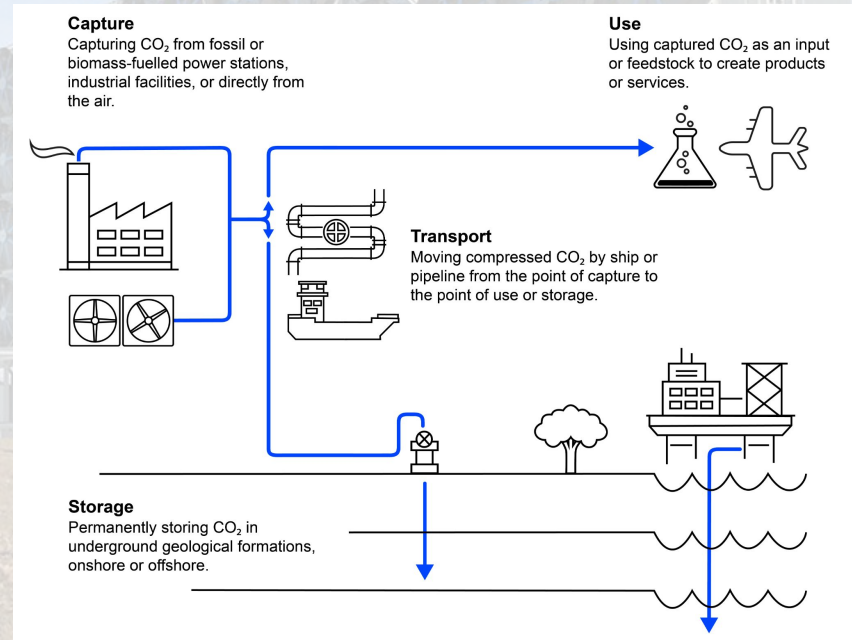 Capture
Capturing CO₂ from fossil or
biomass-fuelled power stations,
industrial facilities, or directly from
the air.
Use
Using captured CO₂ as an input
or feedstock to create products
or services.
Transport
Moving compressed CO₂ by ship or
pipeline from the point of capture to
the point of use or storage.
Storage
Permanently storing CO₂ in
underground geological formations,
onshore or offshore.